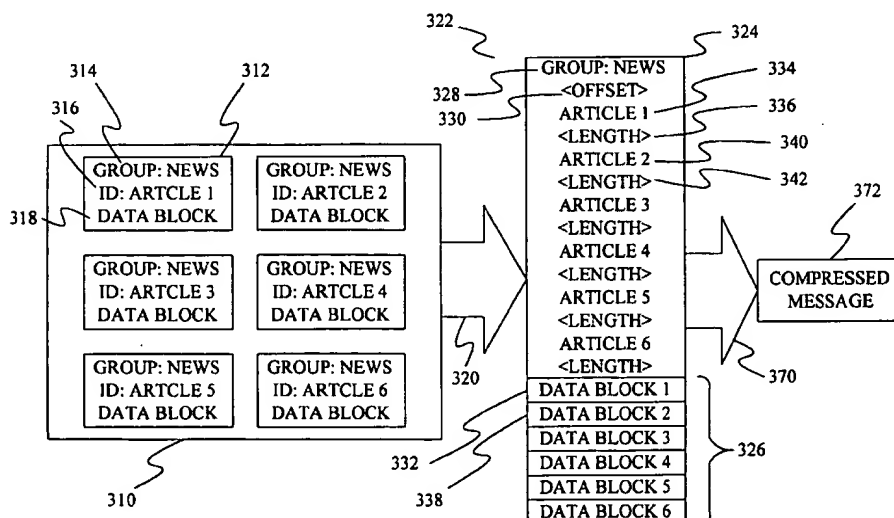 322
324
314
312
316
318
GROUP: NEWS
ID: ARTCLE 1
DATA BLOCK
GROUP: NEWS
ID: ARTCLE 2
DATA BLOCK
GROUP: NEWS
ID: ARTCLE 3
DATA BLOCK
GROUP: NEWS
ID: ARTCLE 4
DATA BLOCK
GROUP: NEWS
ID: ARTCLE 5
DATA BLOCK
GROUP: NEWS
ID: ARTCLE 6
DATA BLOCK
310
320
328
330
GROUP: NEWS
<OFFSET>
ARTICLE 1
<LENGTH>
ARTICLE 2
<LENGTH>
ARTICLE 3
<LENGTH>
ARTICLE 4
<LENGTH>
ARTICLE 5
<LENGTH>
ARTICLE 6
<LENGTH>
DATA BLOCK 1
DATA BLOCK 2
DATA BLOCK 3
DATA BLOCK 4
DATA BLOCK 5
DATA BLOCK 6
334
336
340
342
332
338
326
370
372
COMPRESSED
MESSAGE